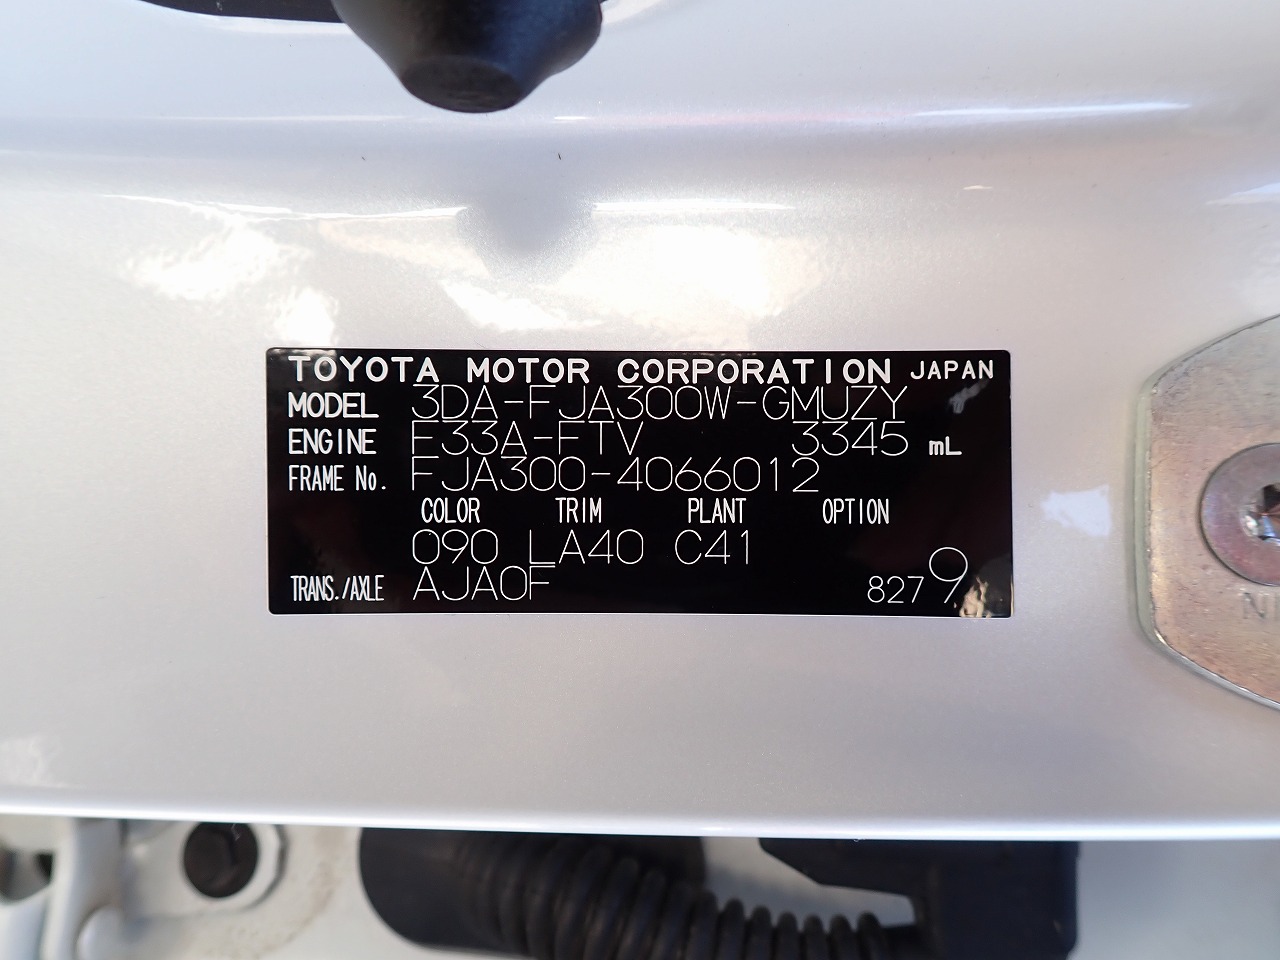 TOYOTA MOTOR CORPORATION JAPAN
MODEL 3DA-FJA300W-GMUZY
ENGINE F33A-FTV 3345 mL
FRAME No. FJA300-4066012
COLOR TRIM PLANT OPTION
090 LA40 C41
TRANS./AXLE AJA0F 8279